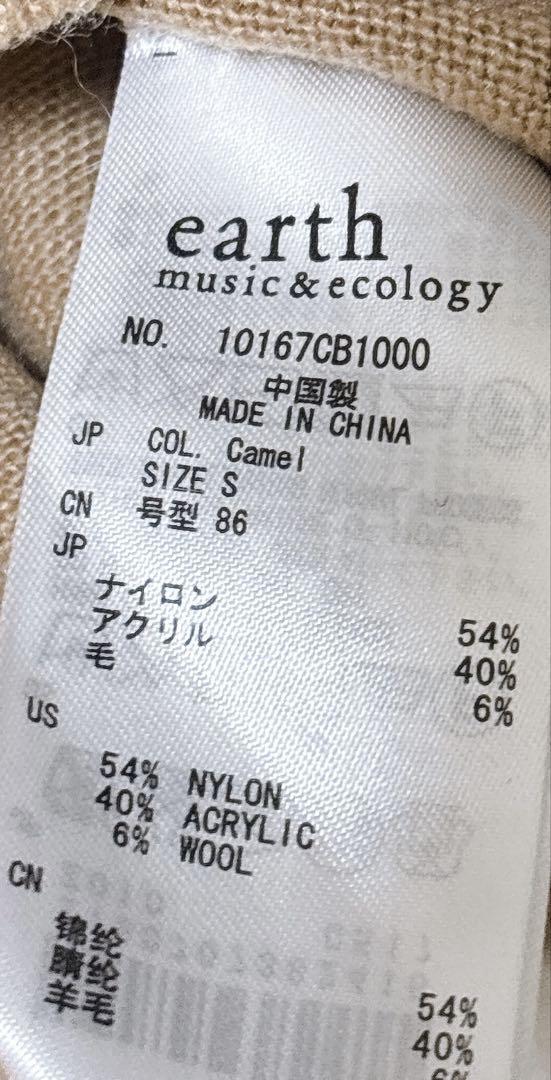 earth
music&ecology
NO. 10167CB1000
中国製
MADE IN CHINA
JP COL. Camel
SIZE S
CN 号型 86
JP
ナイロン 54%
アクリル 40%
毛 6%
US
54% NYLON
40% ACRYLIC
6% WOOL
CN
锦纶 54%
腈纶 40%
羊毛 6%